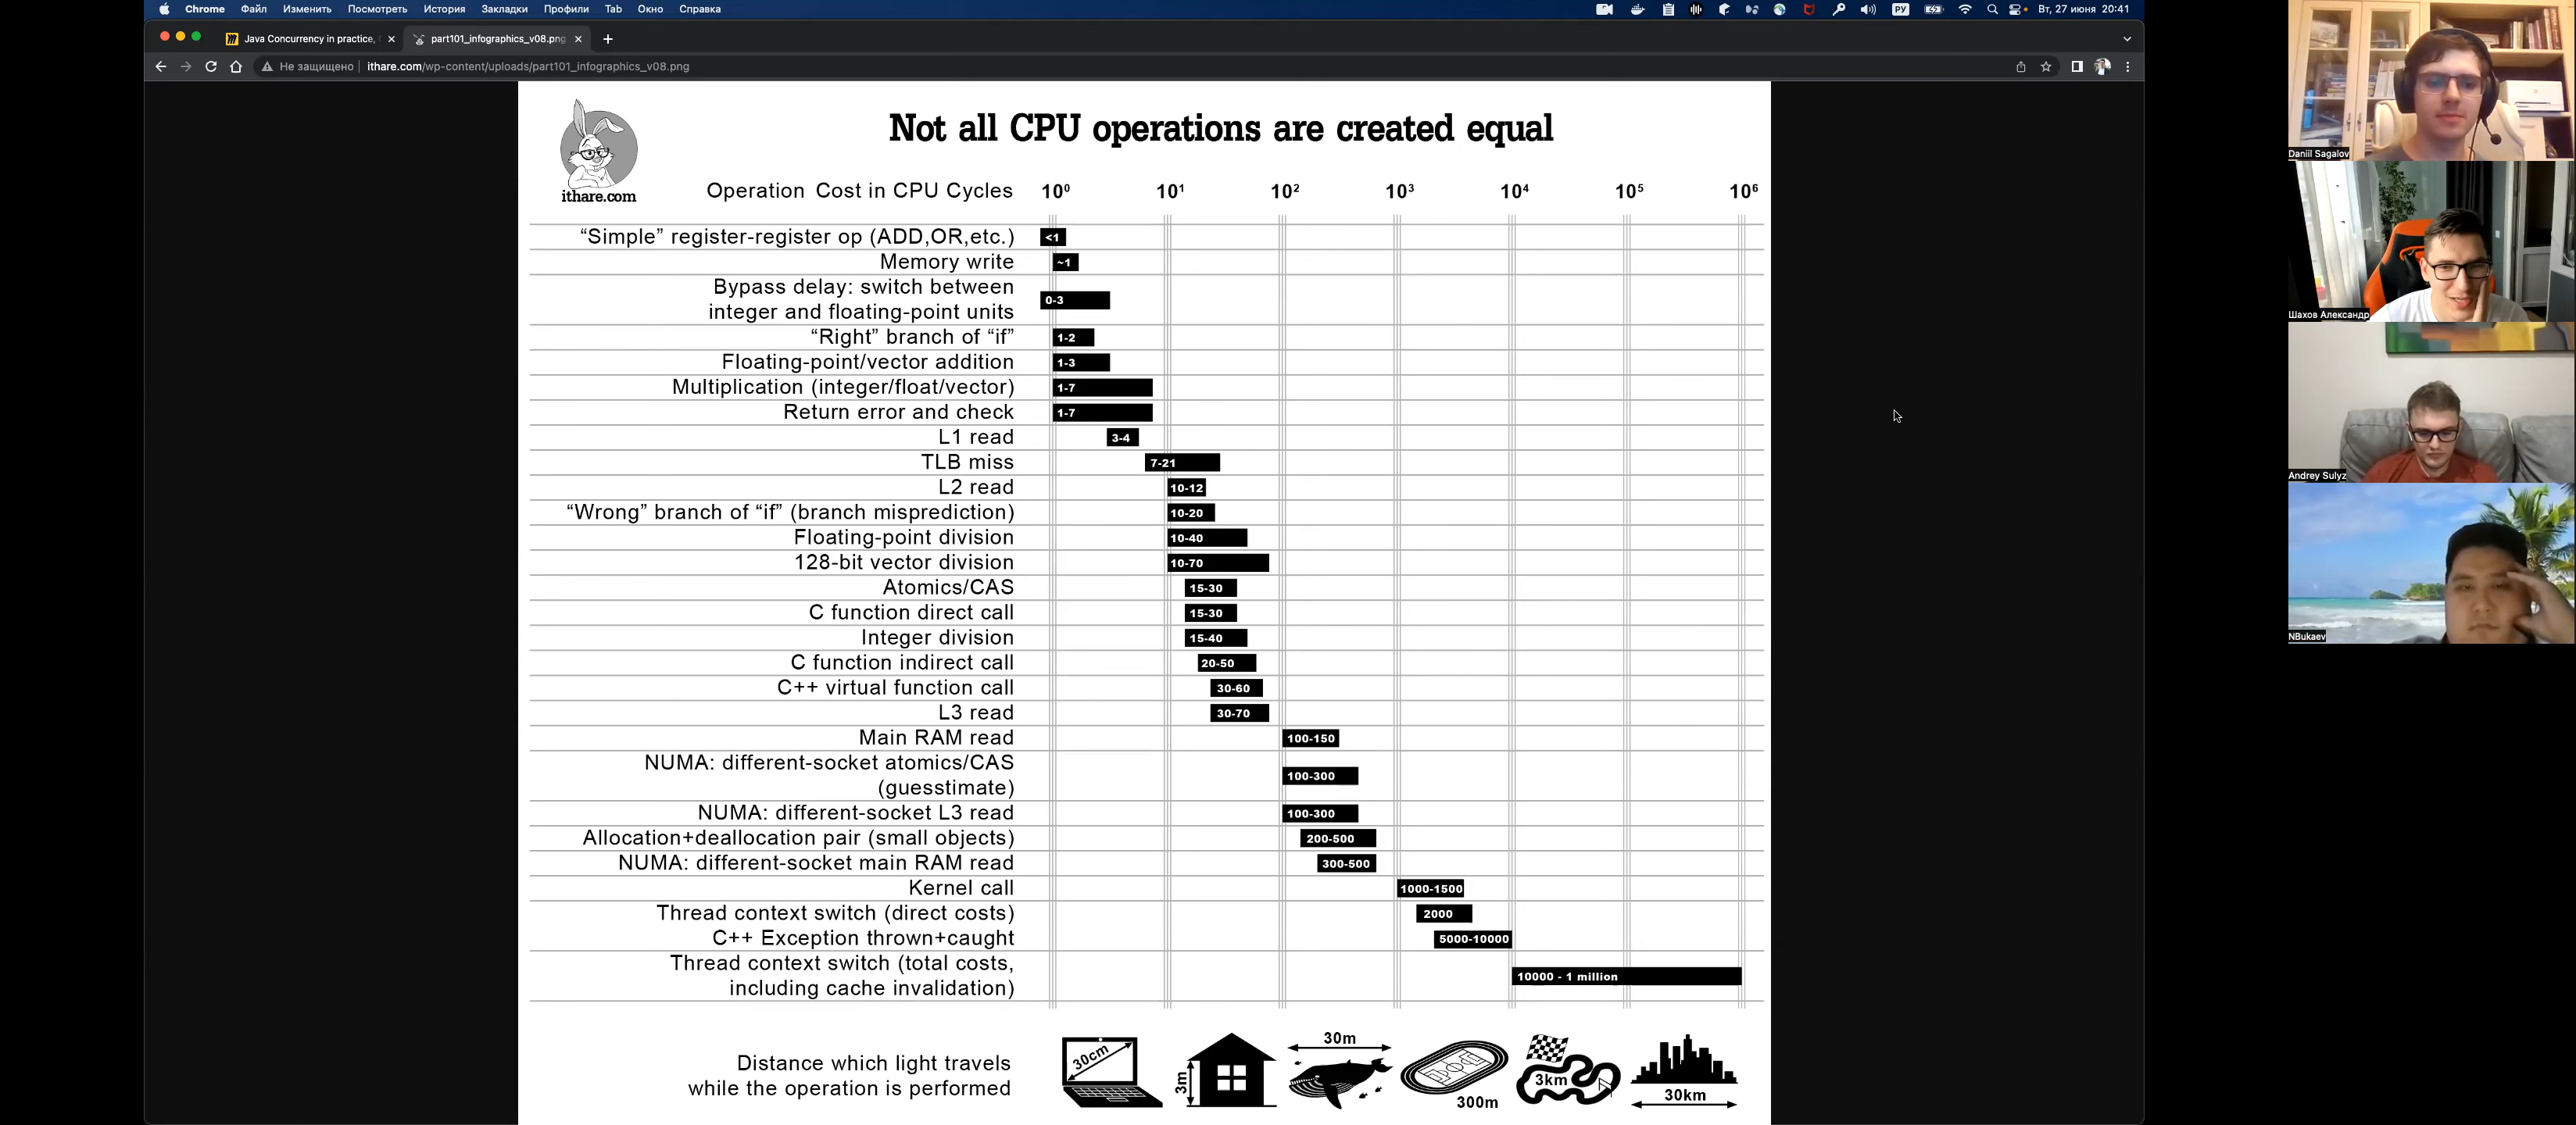 Chrome Файл Изменить Посмотреть История Закладки Профили Tab Окно Справка
РУ
Вт, 27 июня 20:41
Java Concurrency in practice,
part101_infographics_v08.png
Не защищено
ithare.com/wp-content/uploads/part101_infographics_v08.png
ithare.com
Not all CPU operations are created equal
Operation Cost in CPU Cycles 10⁰ 10¹ 10² 10³ 10⁴ 10⁵ 10⁶
“Simple” register-register op (ADD,OR,etc.) <1
Memory write ~1
Bypass delay: switch between
integer and floating-point units 0-3
“Right” branch of “if” 1-2
Floating-point/vector addition 1-3
Multiplication (integer/float/vector) 1-7
Return error and check 1-7
L1 read 3-4
TLB miss 7-21
L2 read 10-12
“Wrong” branch of “if” (branch misprediction) 10-20
Floating-point division 10-40
128-bit vector division 10-70
Atomics/CAS 15-30
C function direct call 15-30
Integer division 15-40
C function indirect call 20-50
C++ virtual function call 30-60
L3 read 30-70
Main RAM read 100-150
NUMA: different-socket atomics/CAS
(guesstimate) 100-300
NUMA: different-socket L3 read 100-300
Allocation+deallocation pair (small objects) 200-500
NUMA: different-socket main RAM read 300-500
Kernel call 1000-1500
Thread context switch (direct costs) 2000
C++ Exception thrown+caught 5000-10000
Thread context switch (total costs,
including cache invalidation) 10000 - 1 million
Distance which light travels
while the operation is performed
30cm
3m
30m
300m
3km
30km
Daniil Sagalov
Шахов Александр
Andrey Sulyz
NBukaev